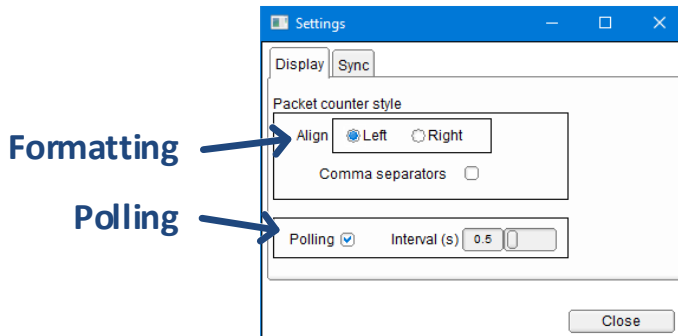 Settings
Display Sync
Packet counter style
Formatting
Align Left Right
Comma separators
Polling
Polling Interval (s) 0.5
Close